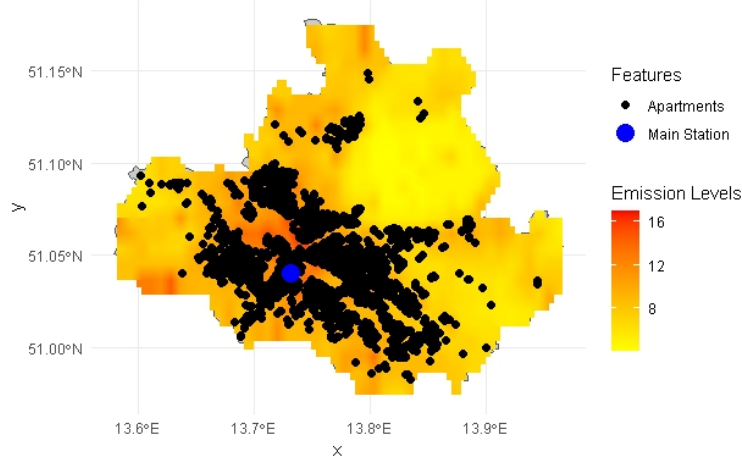 51.15°N
51.10°N
51.05°N
51.00°N
y
13.6°E
13.7°E
13.8°E
13.9°E
x
Features
Apartments
Main Station
Emission Levels
16
12
8